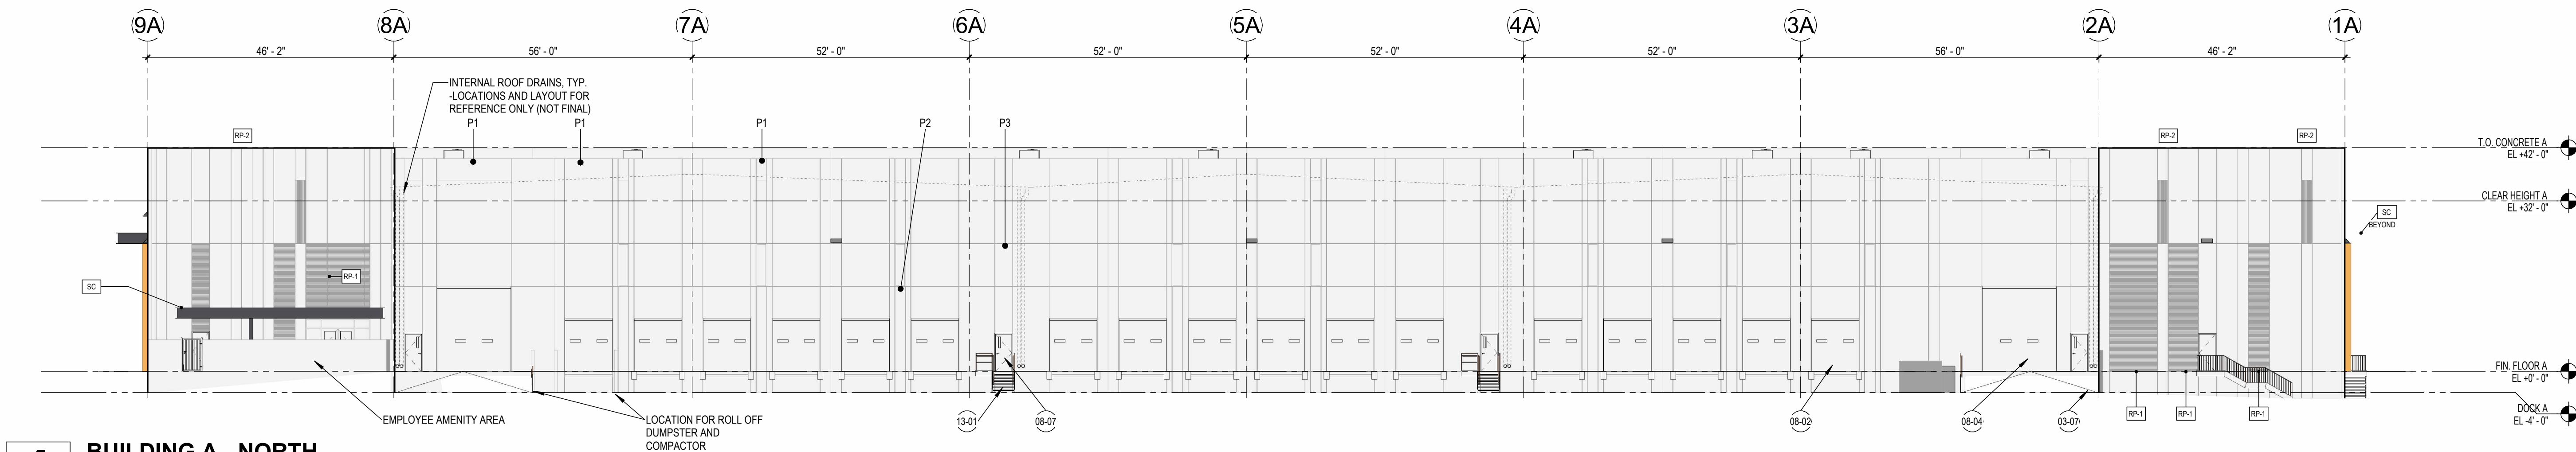 9A 8A 7A 6A 5A 4A 3A 2A 1A
46' - 2" 56' - 0" 52' - 0" 52' - 0" 52' - 0" 52' - 0" 56' - 0" 46' - 2"
INTERNAL ROOF DRAINS, TYP.
-LOCATIONS AND LAYOUT FOR
REFERENCE ONLY (NOT FINAL)
P1 P1 P1 P2 P3
RP-2 RP-2 RP-2
T.O. CONCRETE A
EL +42' - 0"
CLEAR HEIGHT A
EL +32' - 0"
SC
BEYOND
RP-1
SC
FIN. FLOOR A
EL +0' - 0"
DOCK A
EL -4' - 0"
EMPLOYEE AMENITY AREA
LOCATION FOR ROLL OFF
DUMPSTER AND
COMPACTOR
13-01 08-07 08-02 08-04 03-07
RP-1 RP-1 RP-1
BUILDING A - NORTH